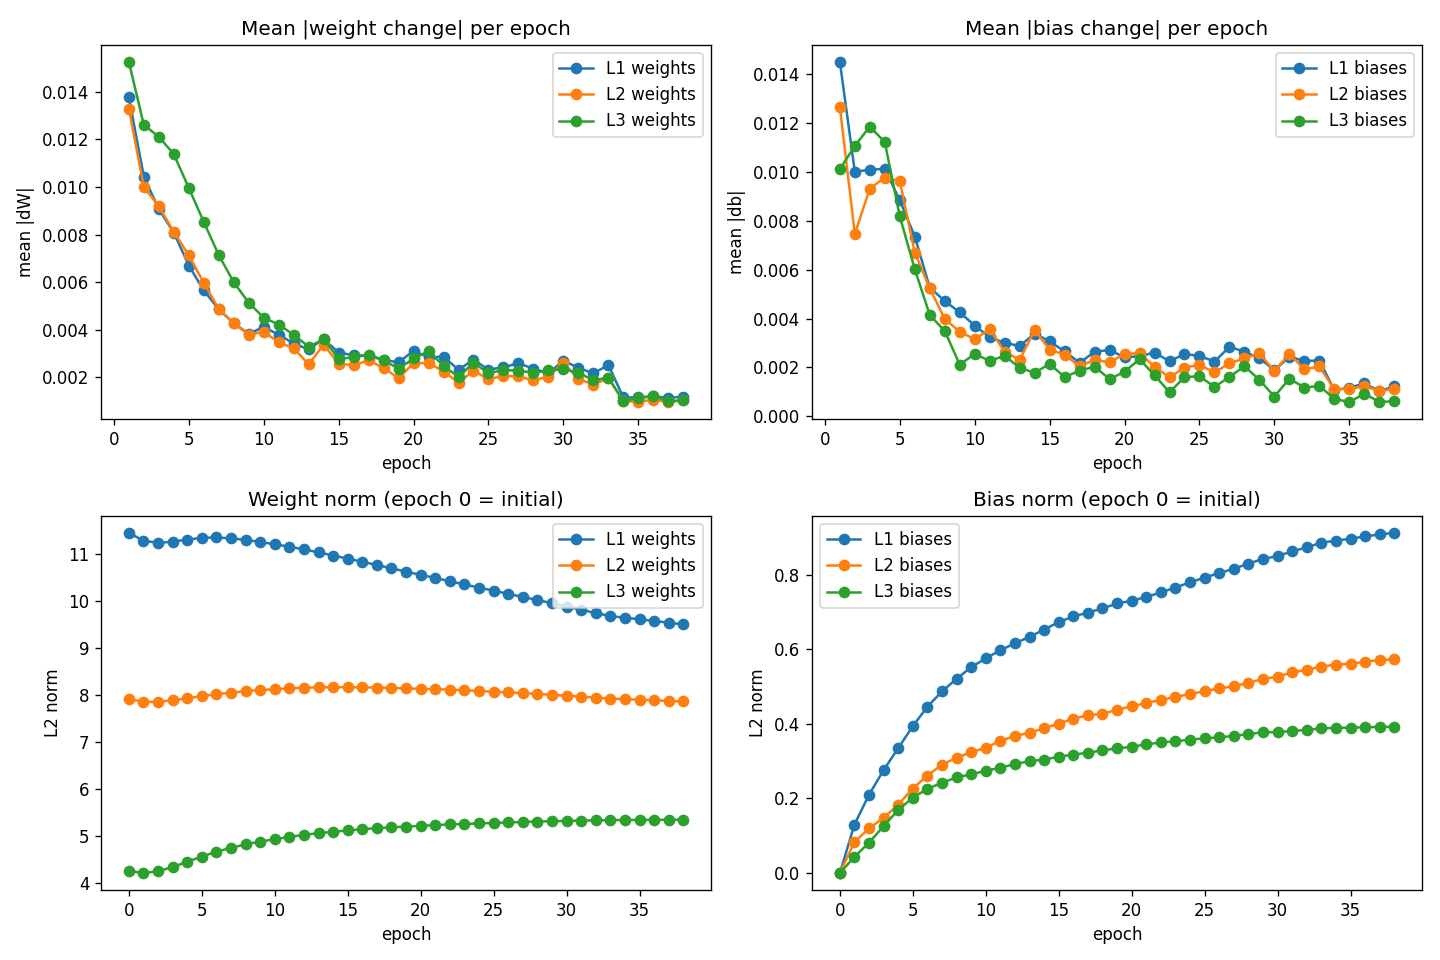 Mean |weight change| per epoch
mean |dW|
0.014
0.012
0.010
0.008
0.006
0.004
0.002
L1 weights
L2 weights
L3 weights
0 5 10 15 20 25 30 35
epoch
Mean |bias change| per epoch
mean |db|
0.014
0.012
0.010
0.008
0.006
0.004
0.002
0.000
L1 biases
L2 biases
L3 biases
0 5 10 15 20 25 30 35
epoch
Weight norm (epoch 0 = initial)
L2 norm
11
10
9
8
7
6
5
4
L1 weights
L2 weights
L3 weights
0 5 10 15 20 25 30 35
epoch
Bias norm (epoch 0 = initial)
L2 norm
0.8
0.6
0.4
0.2
0.0
L1 biases
L2 biases
L3 biases
0 5 10 15 20 25 30 35
epoch